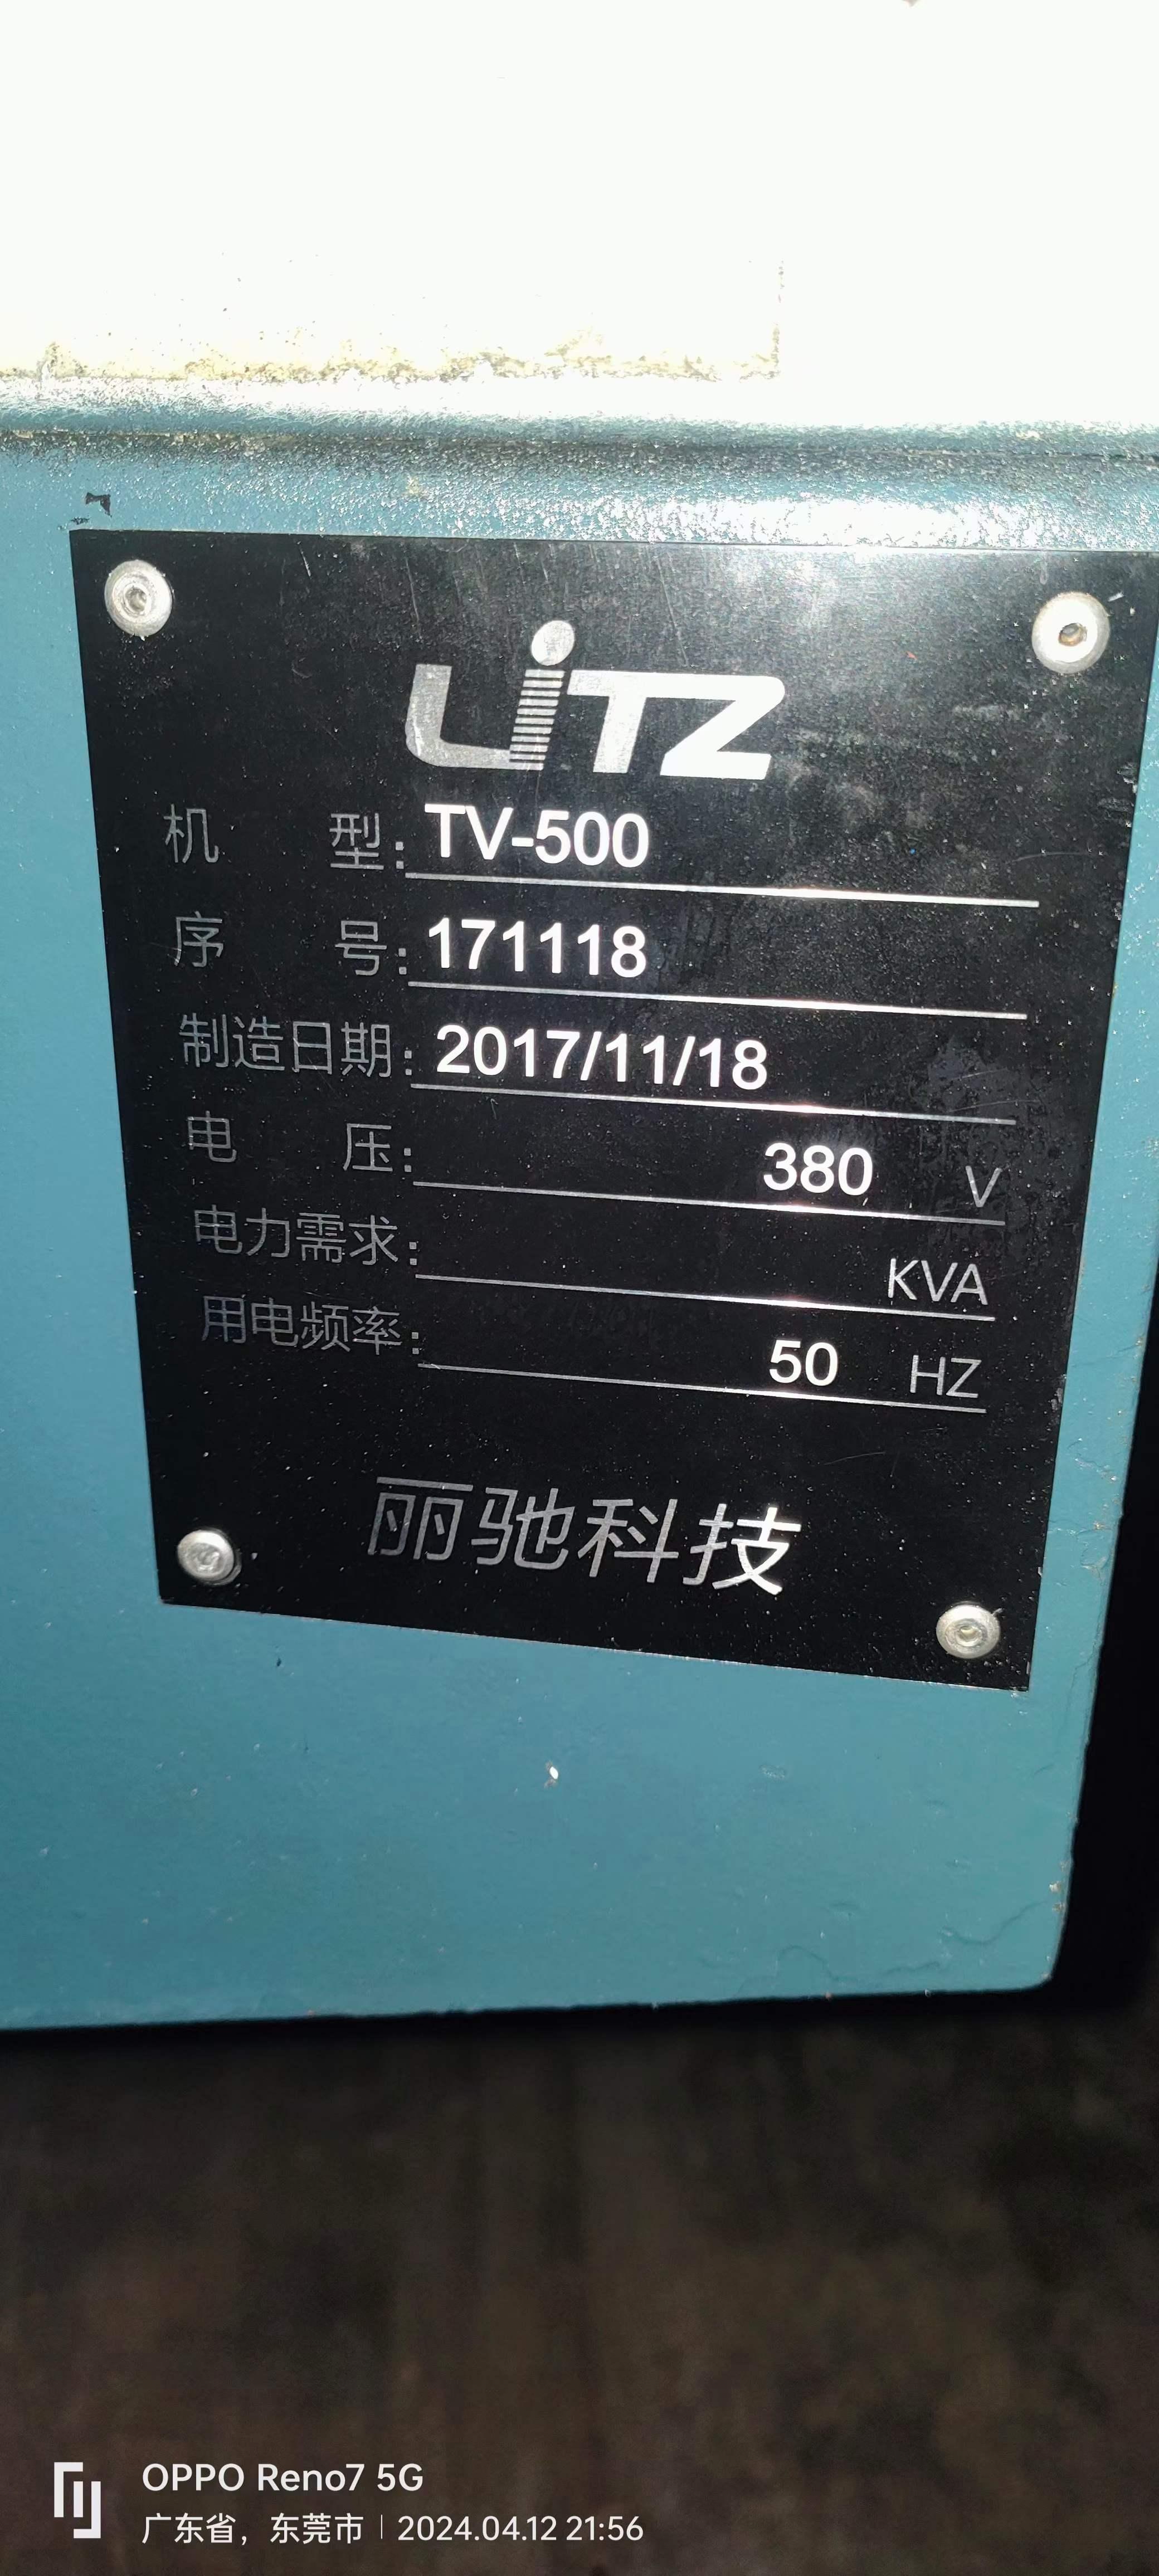 LiTZ
机 型: TV-500
序 号: 171118
制造日期: 2017/11/18
电 压: 380 V
电力需求: KVA
用电频率: 50 HZ
丽驰科技
OPPO Reno7 5G
广东省，东莞市 | 2024.04.12 21:56